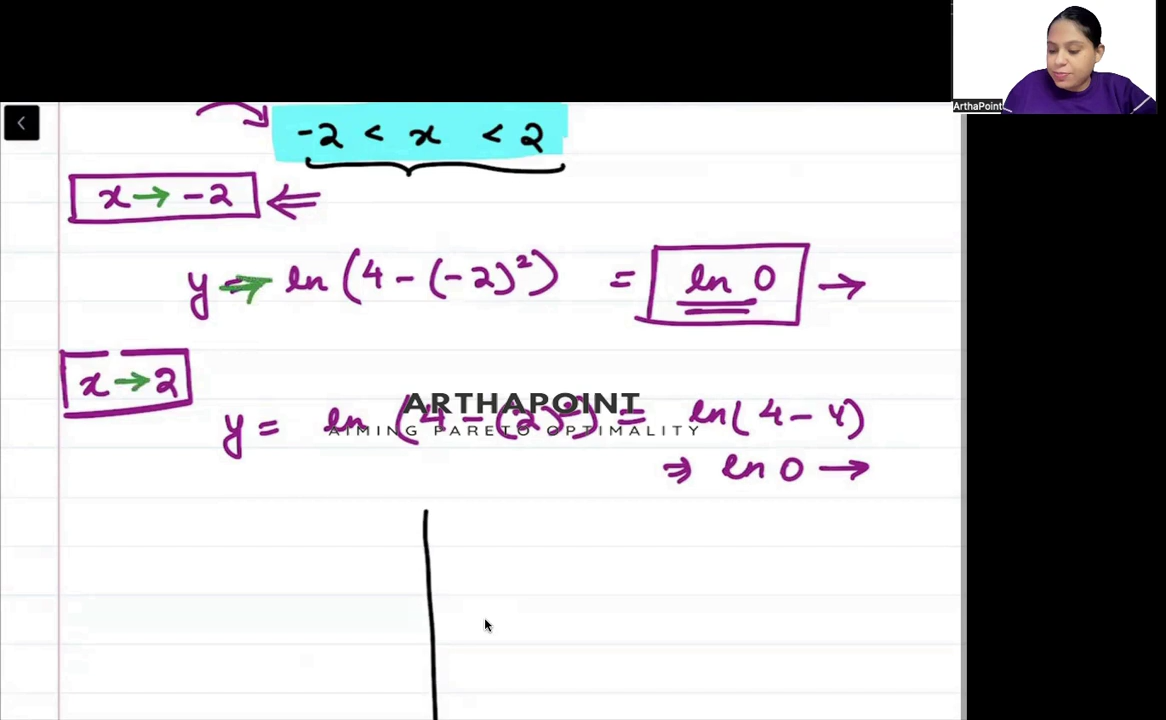 ArthaPoint
-2 < x < 2
x → -2 ⇐
y → ln (4 - (-2)²) = ln 0 →
x → 2
ARTHAPOINT
AIMING PARETO OPTIMALITY
y = ln (4 - (2)²) = ln(4 - 4)
⇒ ln 0 →